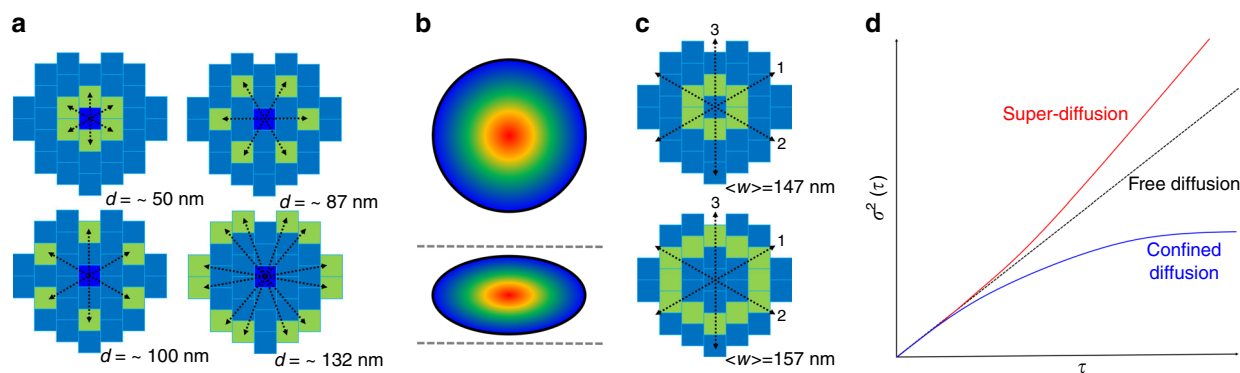 a
d = ~ 50 nm
d = ~ 87 nm
d = ~ 100 nm
d = ~ 132 nm
b
c
3
1
2
<w>=147 nm
3
1
2
<w>=157 nm
d
Super-diffusion
Free diffusion
Confined
diffusion
σ² (τ)
τ